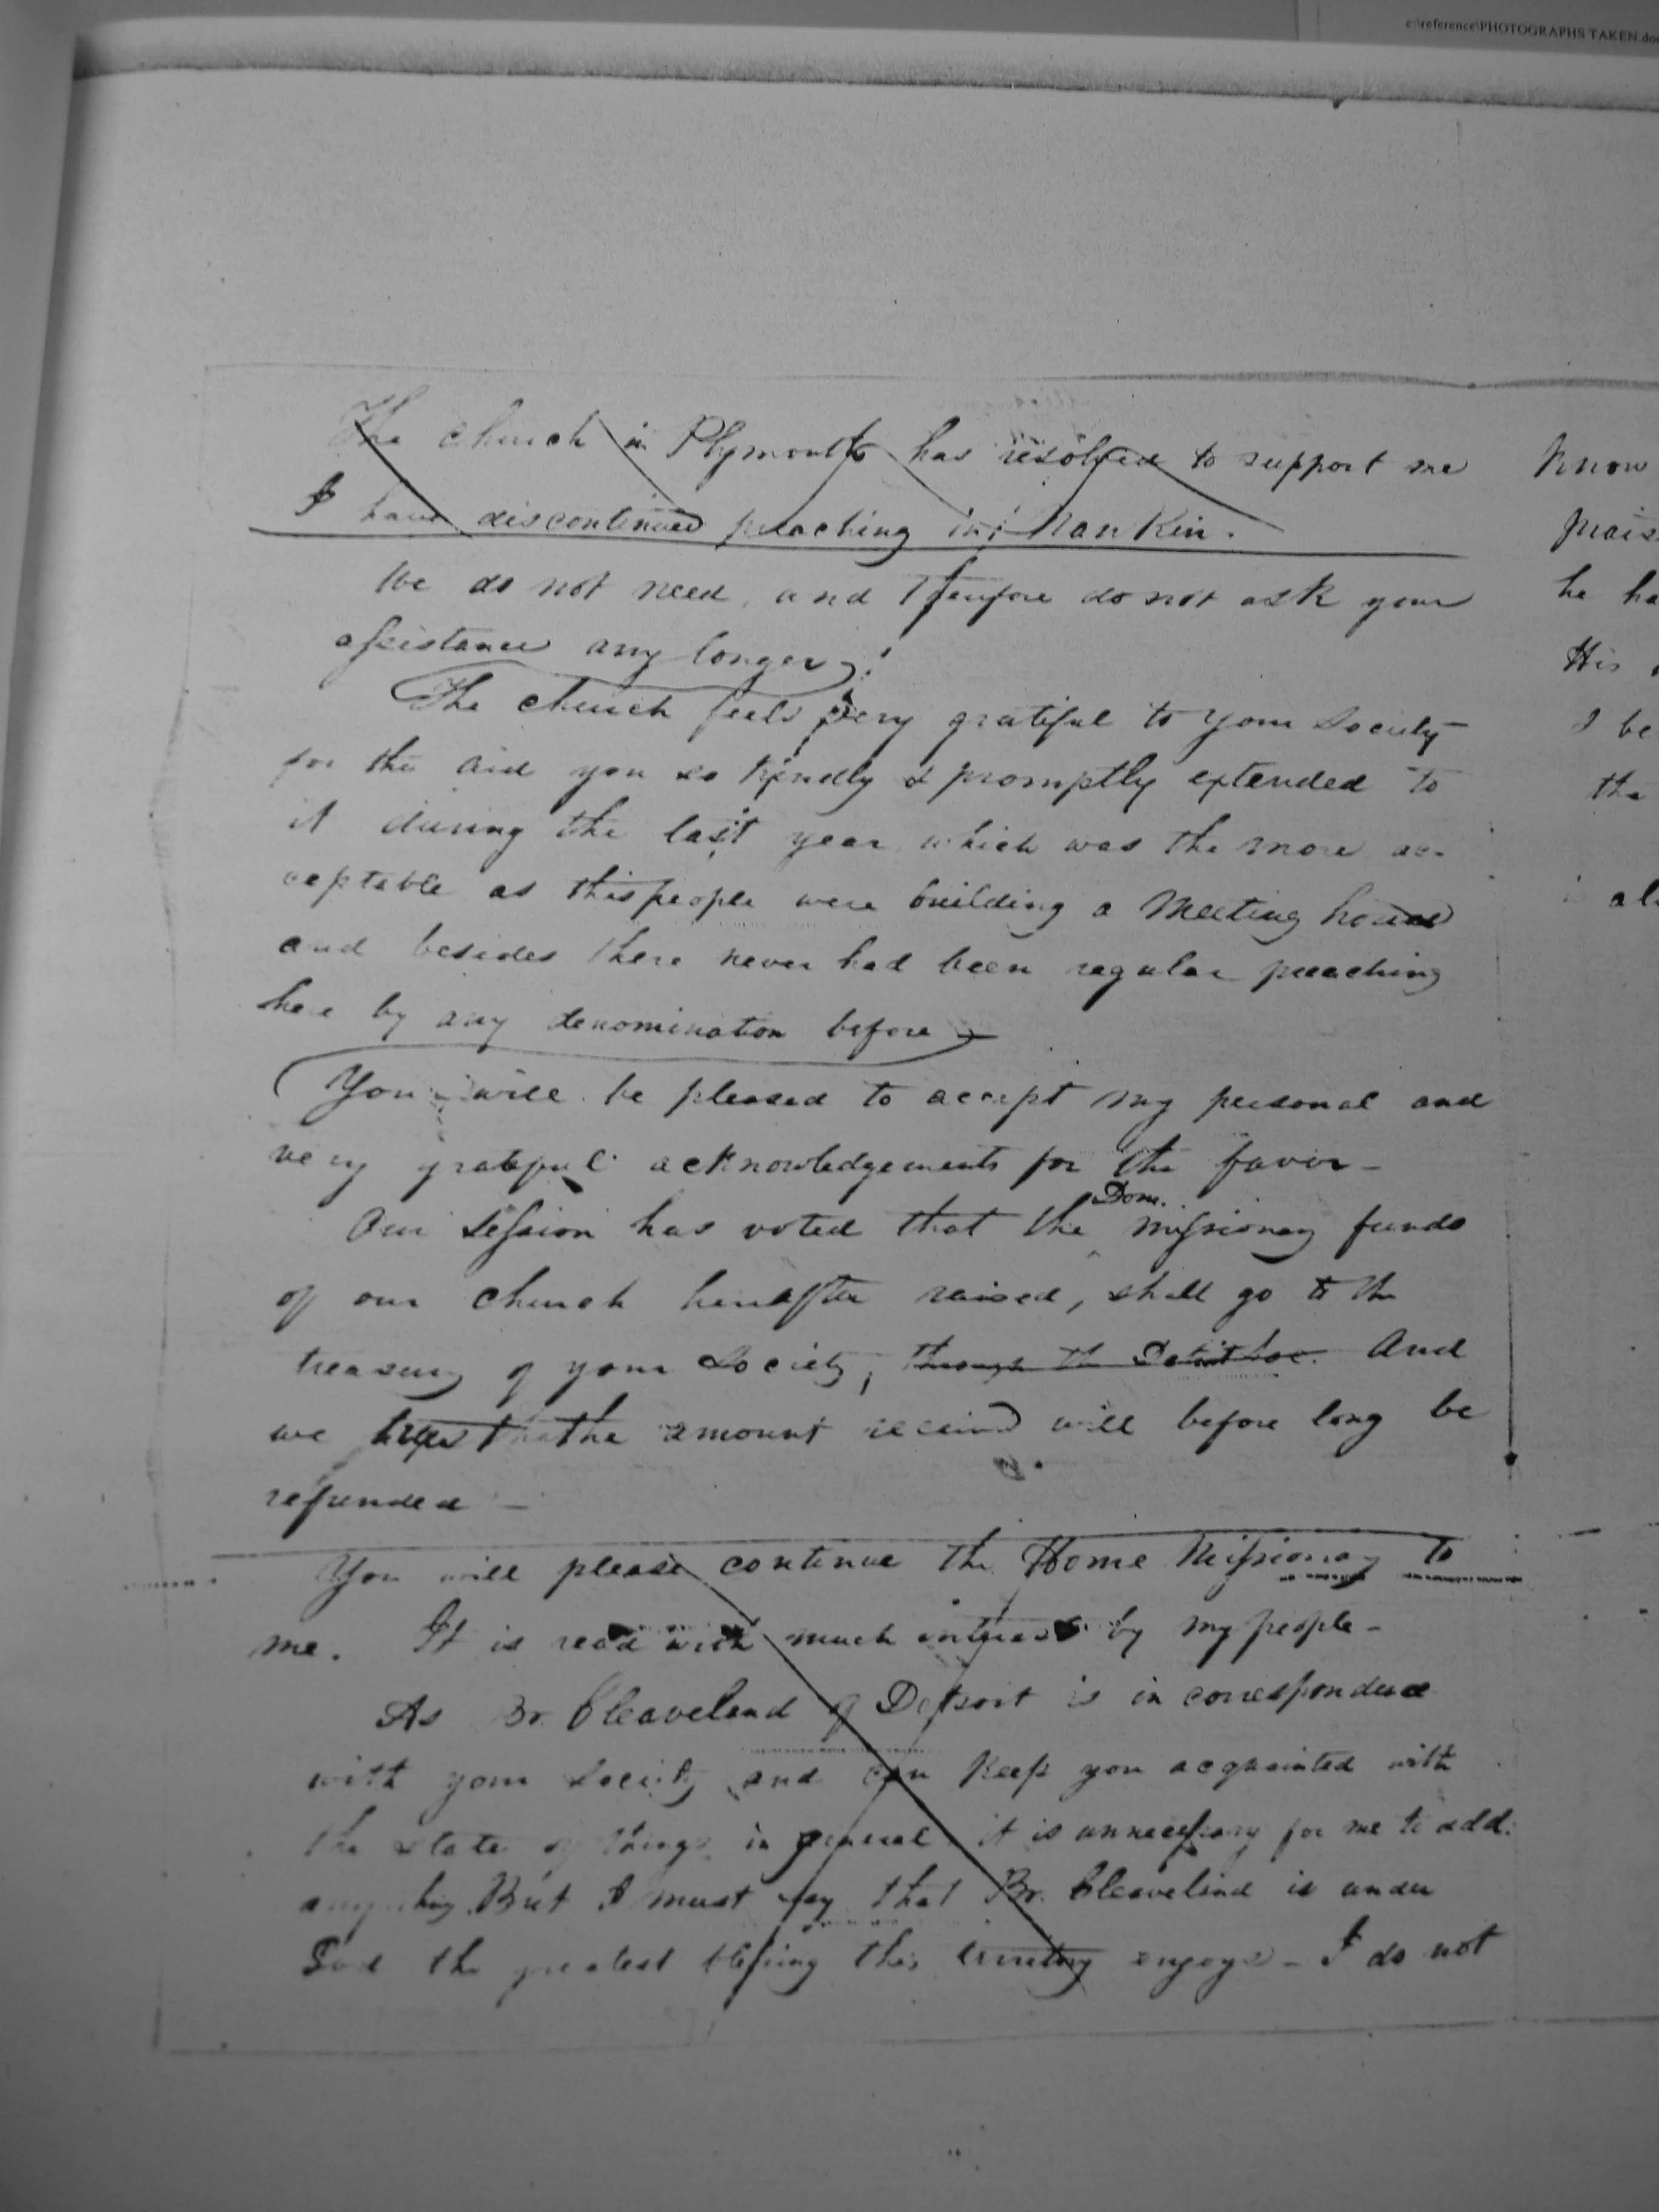 c:\reference\PHOTOGRAPHS TAKEN.do
The church in Plymouth has resolved to support me
I have discontinued preaching in Nankin.
We do not need, and therefore do not ask your
assistance any longer.
The church feels very grateful to your Society
for the aid you so kindly & promptly extended to
it during the last year which was the more ac-
ceptable as this people were building a Meeting house
and besides there never had been regular preaching
here by any denomination before
You will be pleased to accept my personal and
very grateful acknowledgements for the favor-
Dom.
Our Session has voted that the Missionary funds
of our church hereafter raised, shall go to the
treasury of your Society, through the Detroit Soc. And
we hope that the amount received will before long be
refunded -
You will please continue the Home Missionary to
me. It is read with much interest by my people-
As Br. Cleaveland of Detroit is in correspondence
with your Society and can keep you acquainted with
the state of things in general it is unnecessary for me to add
anything. But I must say that Br. Cleaveland is under
God the greatest blessing this territory enjoys - I do not
Know
prais
he ha
His
I be
the
al